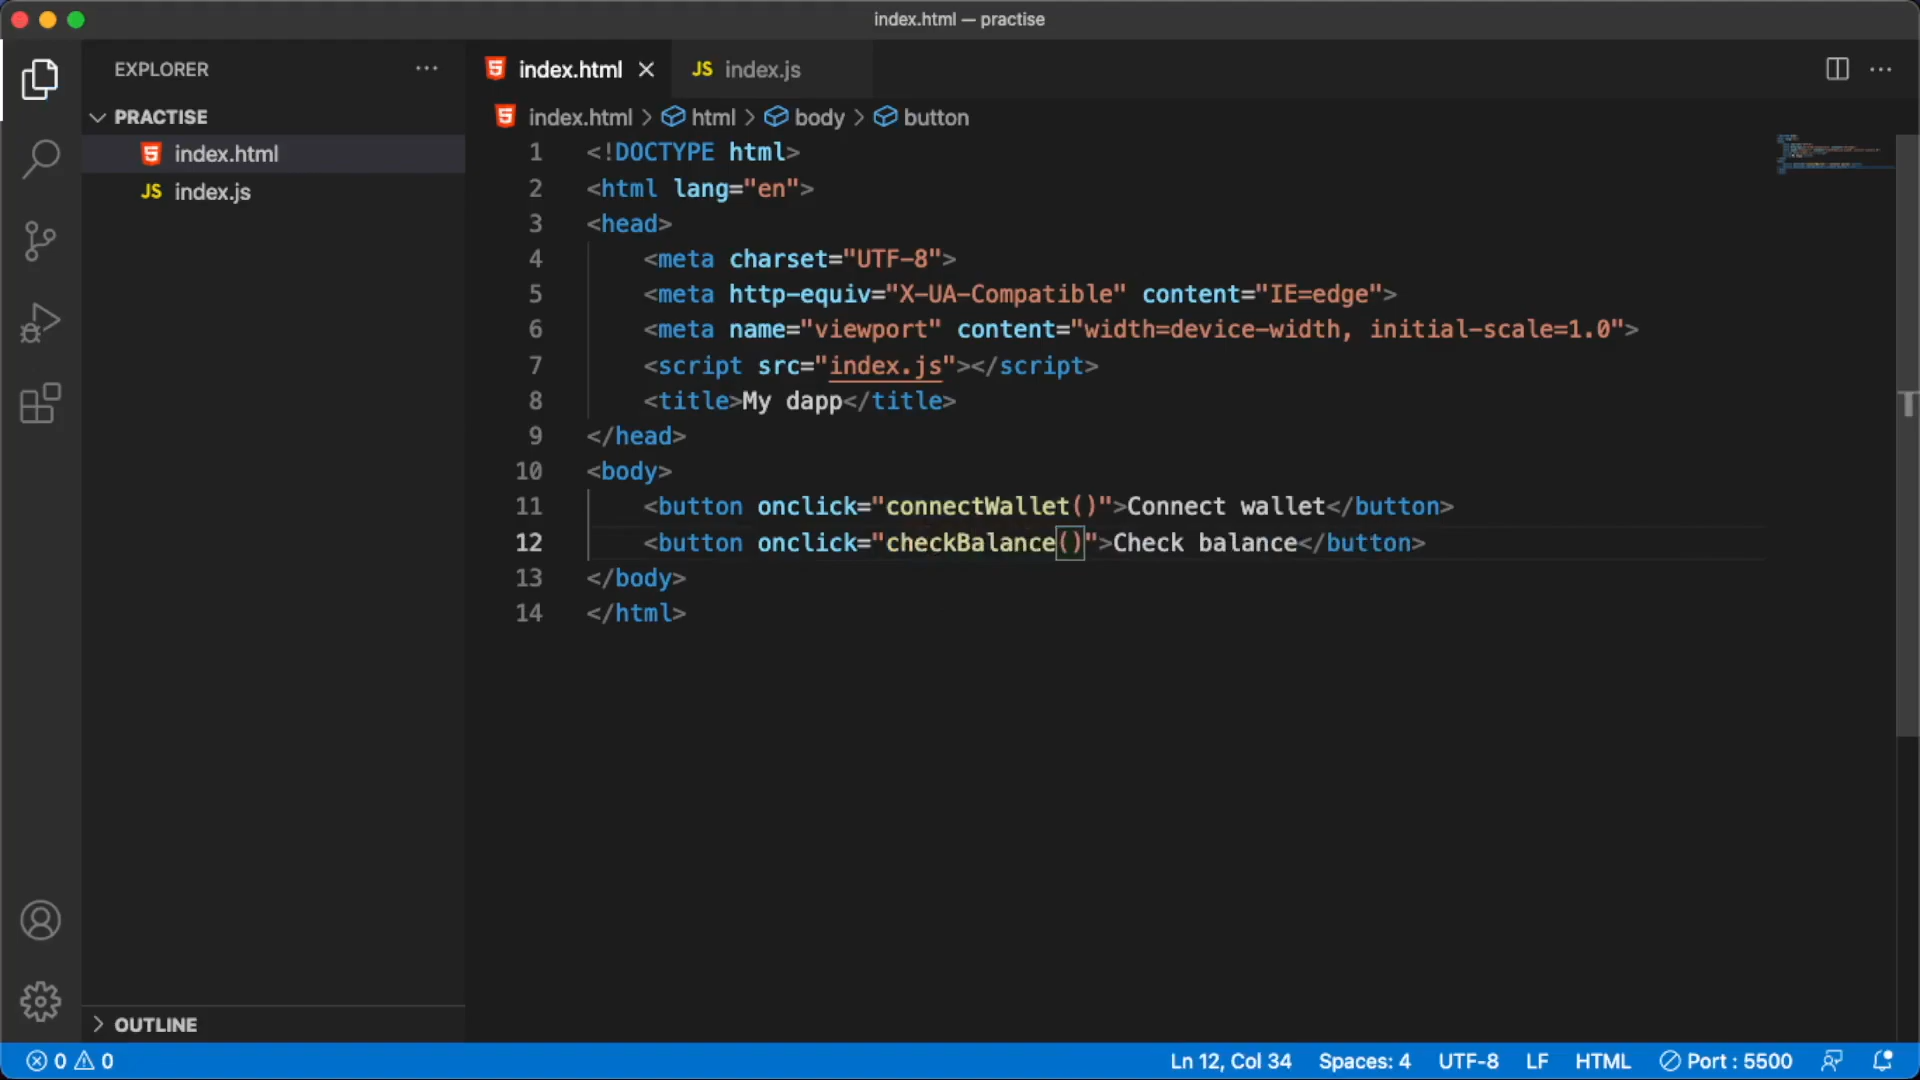 index.html — practise
EXPLORER
PRACTISE
index.html
JS index.js
OUTLINE
index.html
JS index.js
index.html > html > body > button
1 <!DOCTYPE html>
2 <html lang="en">
3 <head>
4 <meta charset="UTF-8">
5 <meta http-equiv="X-UA-Compatible" content="IE=edge">
6 <meta name="viewport" content="width=device-width, initial-scale=1.0">
7 <script src="index.js"></script>
8 <title>My dapp</title>
9 </head>
10 <body>
11 <button onclick="connectWallet()">Connect wallet</button>
12 <button onclick="checkBalance()">Check balance</button>
13 </body>
14 </html>
0 0
Ln 12, Col 34 Spaces: 4 UTF-8 LF HTML Port : 5500